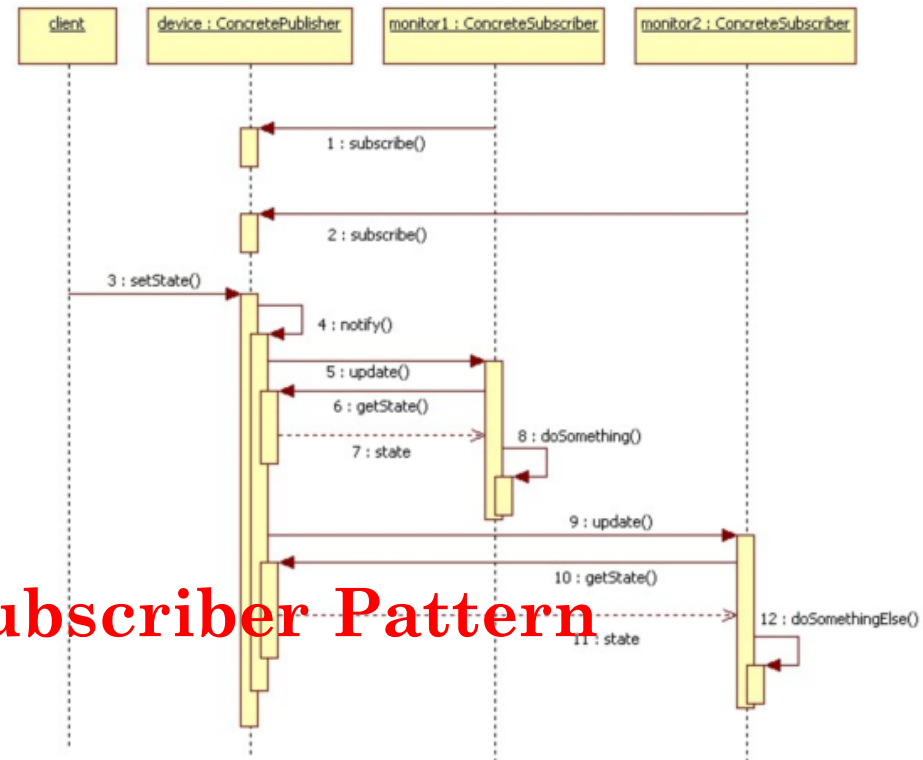 client
device : ConcretePublisher
monitor1 : ConcreteSubscriber
monitor2 : ConcreteSubscriber
1 : subscribe()
2 : subscribe()
3 : setState()
4 : notify()
5 : update()
6 : getState()
7 : state
8 : doSomething()
9 : update()
10 : getState()
ubscriber Pattern
11 : state
12 : doSomethingElse()